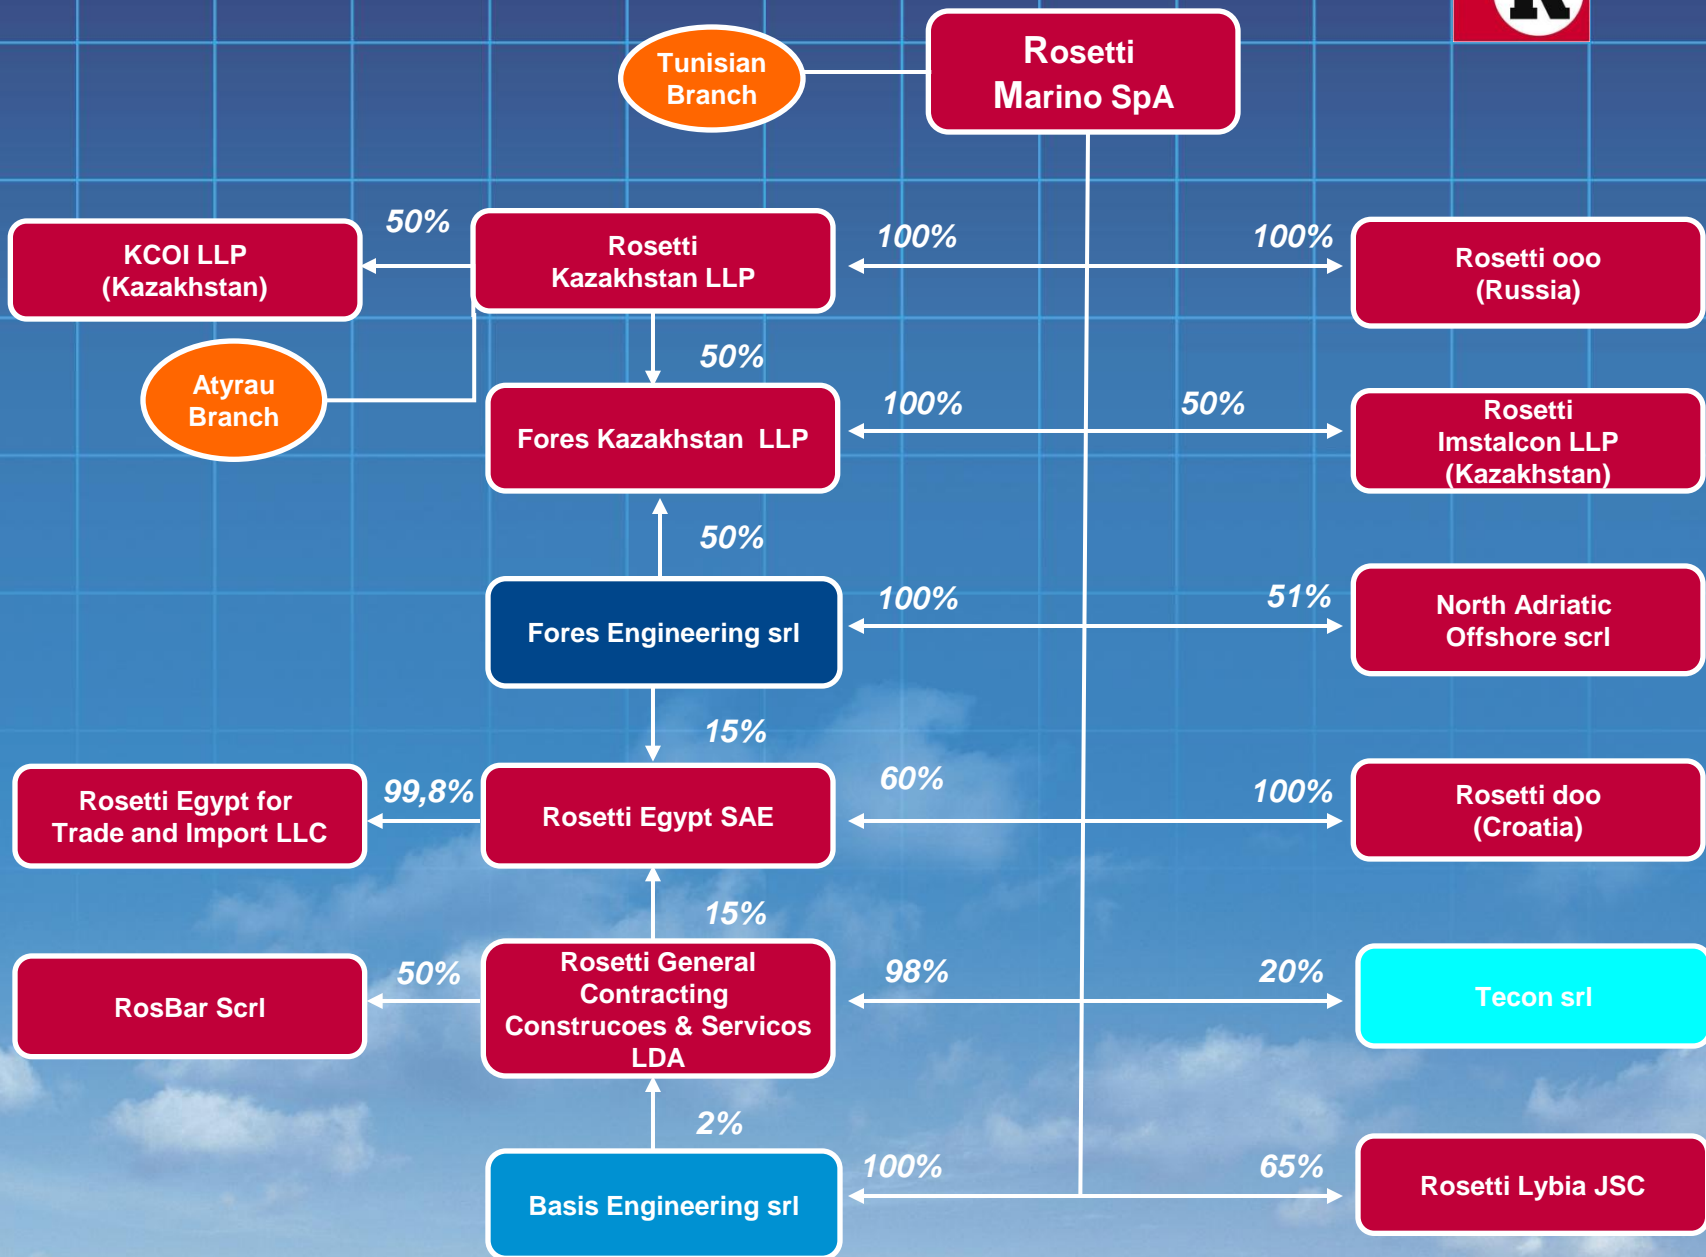 R
Tunisian
Branch
Rosetti
Marino SpA
KCOI LLP
(Kazakhstan)
50%
Rosetti
Kazakhstan LLP
100%
100%
Rosetti ooo
(Russia)
Atyrau
Branch
50%
Fores Kazakhstan LLP
100%
50%
Rosetti
Imstalcon LLP
(Kazakhstan)
50%
Fores Engineering srl
100%
51%
North Adriatic
Offshore scrl
15%
Rosetti Egypt for
Trade and Import LLC
99,8%
Rosetti Egypt SAE
60%
100%
Rosetti doo
(Croatia)
15%
RosBar Scrl
50%
Rosetti General
Contracting
Construcoes & Servicos
LDA
98%
20%
Tecon srl
2%
Basis Engineering srl
100%
65%
Rosetti Lybia JSC